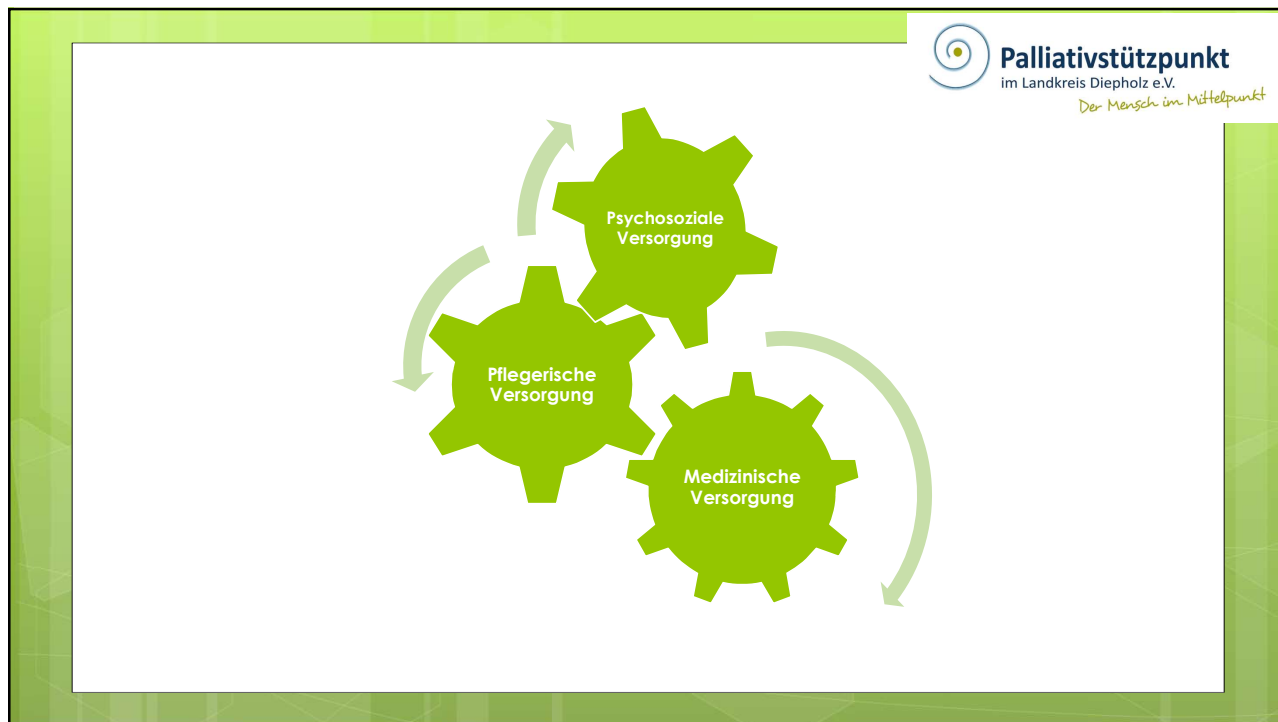 Palliativstützpunkt
im Landkreis Diepholz e.V.
Der Mensch im Mittelpunkt
Psychosoziale
Versorgung
Pflegerische
Versorgung
Medizinische
Versorgung